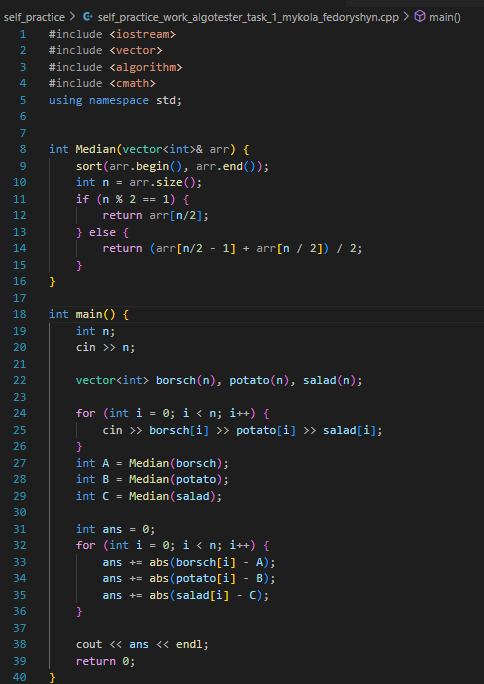 self_practice > self_practice_work_algotester_task_1_mykola_fedoryshyn.cpp > main()
1 #include <iostream>
2 #include <vector>
3 #include <algorithm>
4 #include <cmath>
5 using namespace std;
6
7
8 int Median(vector<int>& arr) {
9     sort(arr.begin(), arr.end());
10     int n = arr.size();
11     if (n % 2 == 1) {
12         return arr[n/2];
13     } else {
14         return (arr[n/2 - 1] + arr[n / 2]) / 2;
15     }
16 }
17
18 int main() {
19     int n;
20     cin >> n;
21
22     vector<int> borsch(n), potato(n), salad(n);
23
24     for (int i = 0; i < n; i++) {
25         cin >> borsch[i] >> potato[i] >> salad[i];
26     }
27     int A = Median(borsch);
28     int B = Median(potato);
29     int C = Median(salad);
30
31     int ans = 0;
32     for (int i = 0; i < n; i++) {
33         ans += abs(borsch[i] - A);
34         ans += abs(potato[i] - B);
35         ans += abs(salad[i] - C);
36     }
37
38     cout << ans << endl;
39     return 0;
40 }